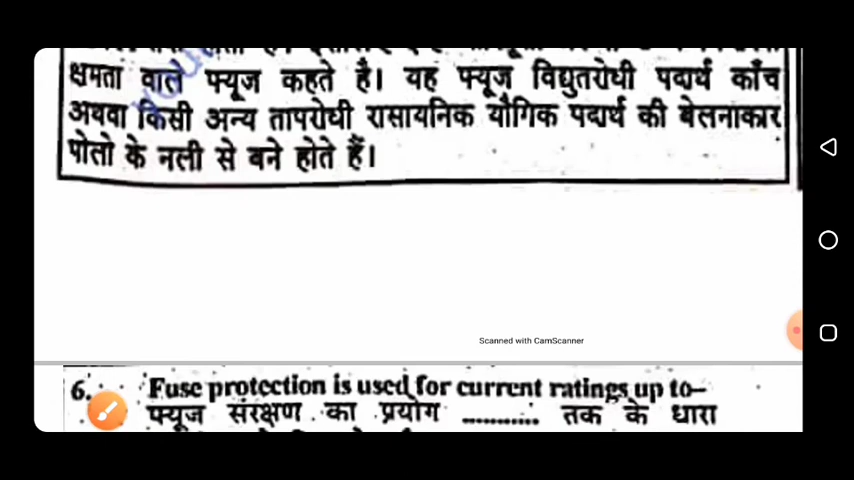 क्षमता वाले फ्यूज कहते है। यह फ्यूज विद्युतरोधी पदार्थ काँच
अथवा किसी अन्य तापरोधी रासायनिक यौगिक पदार्थ की बेलनाकार
पोतो के नली से बने होते हैं।
Scanned with CamScanner
6. Fuse protection is used for current ratings up to–
फ्यूज संरक्षण का प्रयोग ............ तक के धारा